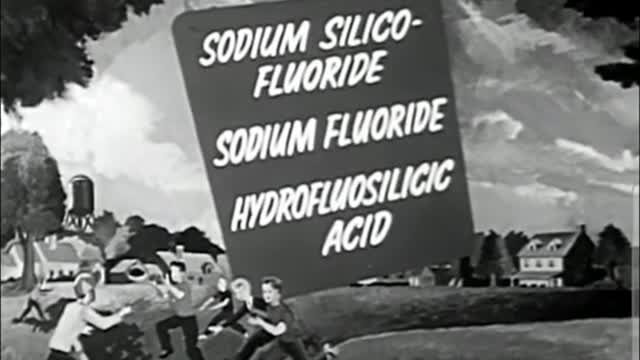 SODIUM SILICO-
FLUORIDE
SODIUM FLUORIDE
HYDROFLUOSILICIC
ACID